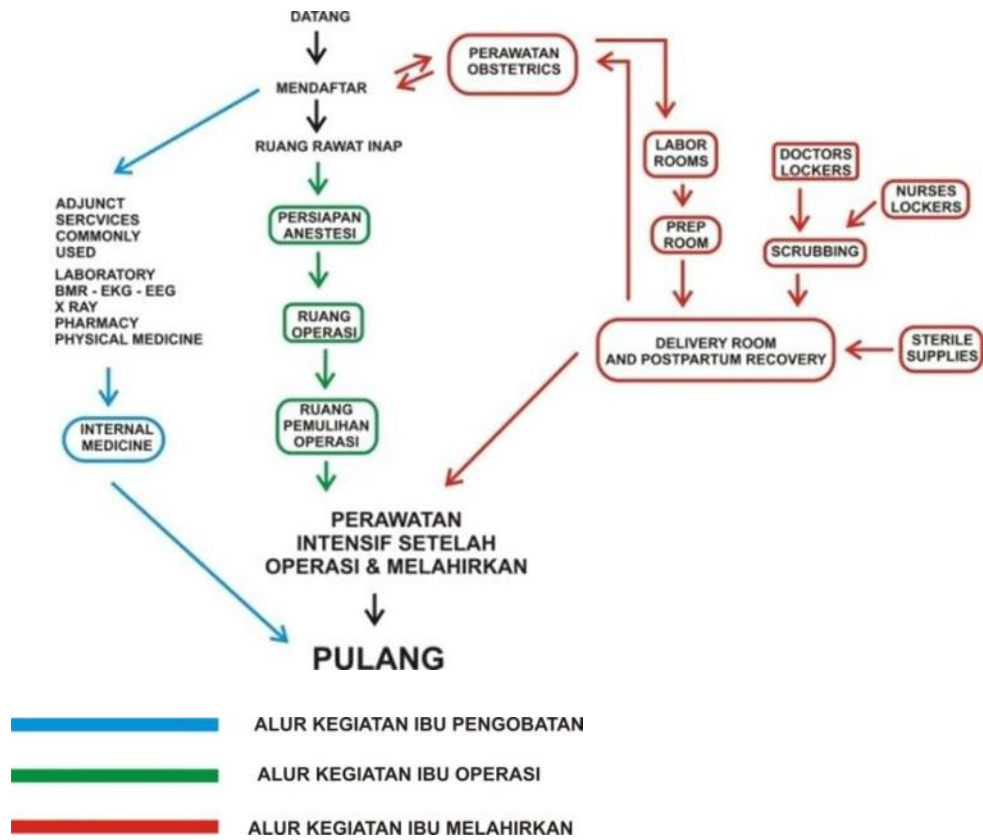 DATANG
MENDAFTAR
RUANG RAWAT INAP
PERAWATAN
OBSTETRICS
LABOR
ROOMS
PREP
ROOM
DOCTORS
LOCKERS
NURSES
LOCKERS
SCRUBBING
DELIVERY ROOM
AND POSTPARTUM RECOVERY
STERILE
SUPPLIES
ADJUNCT
SERCVICES
COMMONLY
USED
LABORATORY
BMR - EKG - EEG
X RAY
PHARMACY
PHYSICAL MEDICINE
INTERNAL
MEDICINE
PERSIAPAN
ANESTESI
RUANG
OPERASI
RUANG
PEMULIHAN
OPERASI
PERAWATAN
INTENSIF SETELAH
OPERASI & MELAHIRKAN
PULANG
ALUR KEGIATAN IBU PENGOBATAN
ALUR KEGIATAN IBU OPERASI
ALUR KEGIATAN IBU MELAHIRKAN